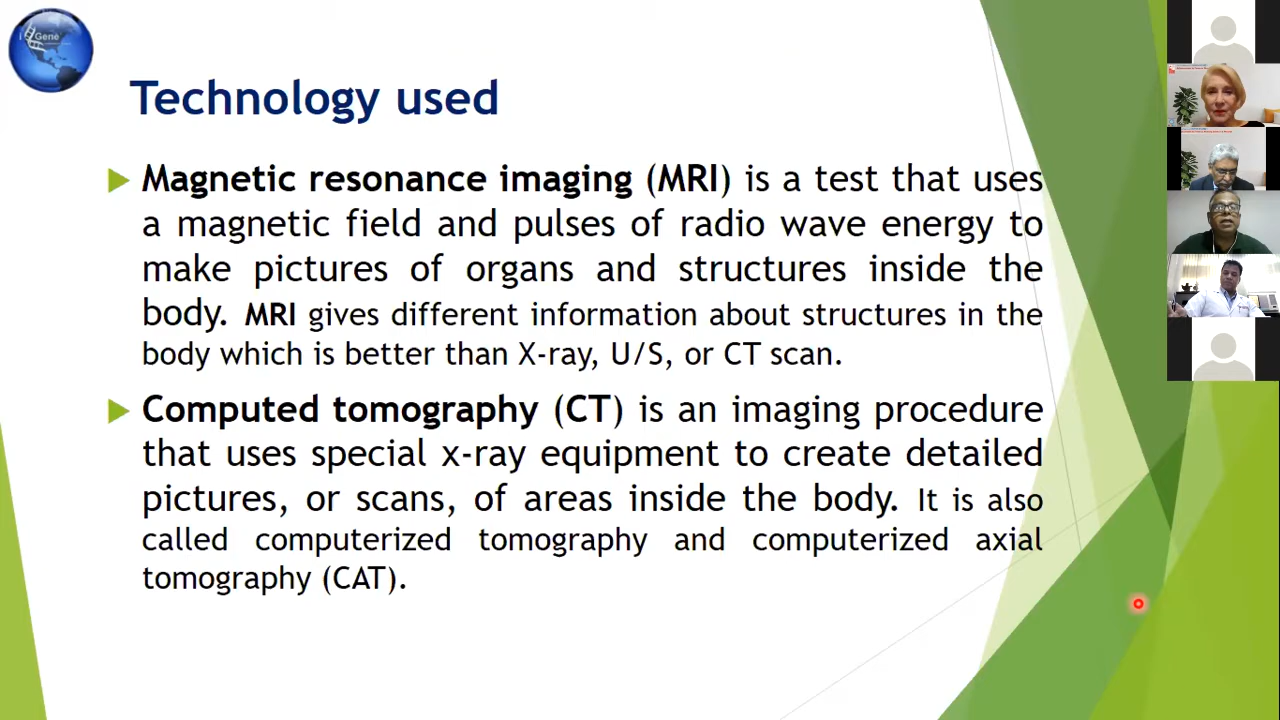 iGene
Technology used
Magnetic resonance imaging (MRI) is a test that uses
a magnetic field and pulses of radio wave energy to
make pictures of organs and structures inside the
body. MRI gives different information about structures in the
body which is better than X-ray, U/S, or CT scan.
Computed tomography (CT) is an imaging procedure
that uses special x-ray equipment to create detailed
pictures, or scans, of areas inside the body. It is also
called computerized tomography and computerized axial
tomography (CAT).